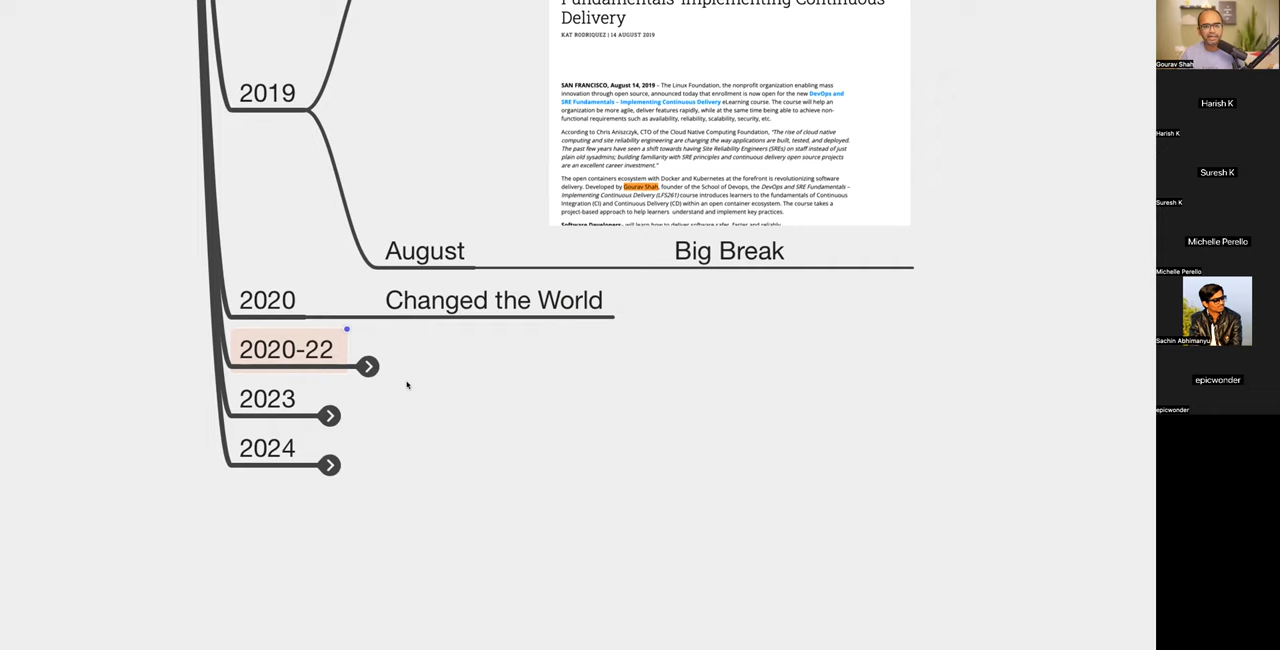 Fundamentals-Implementing Continuous
Delivery
KAT RODRIQUEZ | 14 AUGUST 2019
SAN FRANCISCO, August 14, 2019 – The Linux Foundation, the nonprofit organization enabling mass
innovation through open source, announced today that enrollment is now open for the new DevOps and
SRE Fundamentals – Implementing Continuous Delivery eLearning course. The course will help an
organization be more agile, deliver features rapidly, while at the same time being able to achieve non-
functional requirements such as availability, reliability, scalability, security, etc.
According to Chris Aniszczyk, CTO of the Cloud Native Computing Foundation, "The rise of cloud native
computing and site reliability engineering are changing the way applications are built, tested, and deployed.
The past few years have seen a shift towards having Site Reliability Engineers (SREs) on staff instead of just
plain old sysadmins; building familiarity with SRE principles and continuous delivery open source projects
are an excellent career investment."
The open containers ecosystem with Docker and Kubernetes at the forefront is revolutionizing software
delivery. Developed by Gourav Shah, founder of the School of Devops, the DevOps and SRE Fundamentals –
Implementing Continuous Delivery (LFS261) course introduces learners to the fundamentals of Continuous
Integration (CI) and Continuous Delivery (CD) within an open container ecosystem. The course takes a
project-based approach to help learners understand and implement key practices.
Software Developers– will learn how to deliver software safer, faster and reliably.
2019
August
Big Break
2020
Changed the World
2020-22
2023
2024
Gourav Shah
Harish K
Harish K
Suresh K
Suresh K
Michelle Perello
Michelle Perello
Sachin Abhimanyu
epicwonder
epicwonder